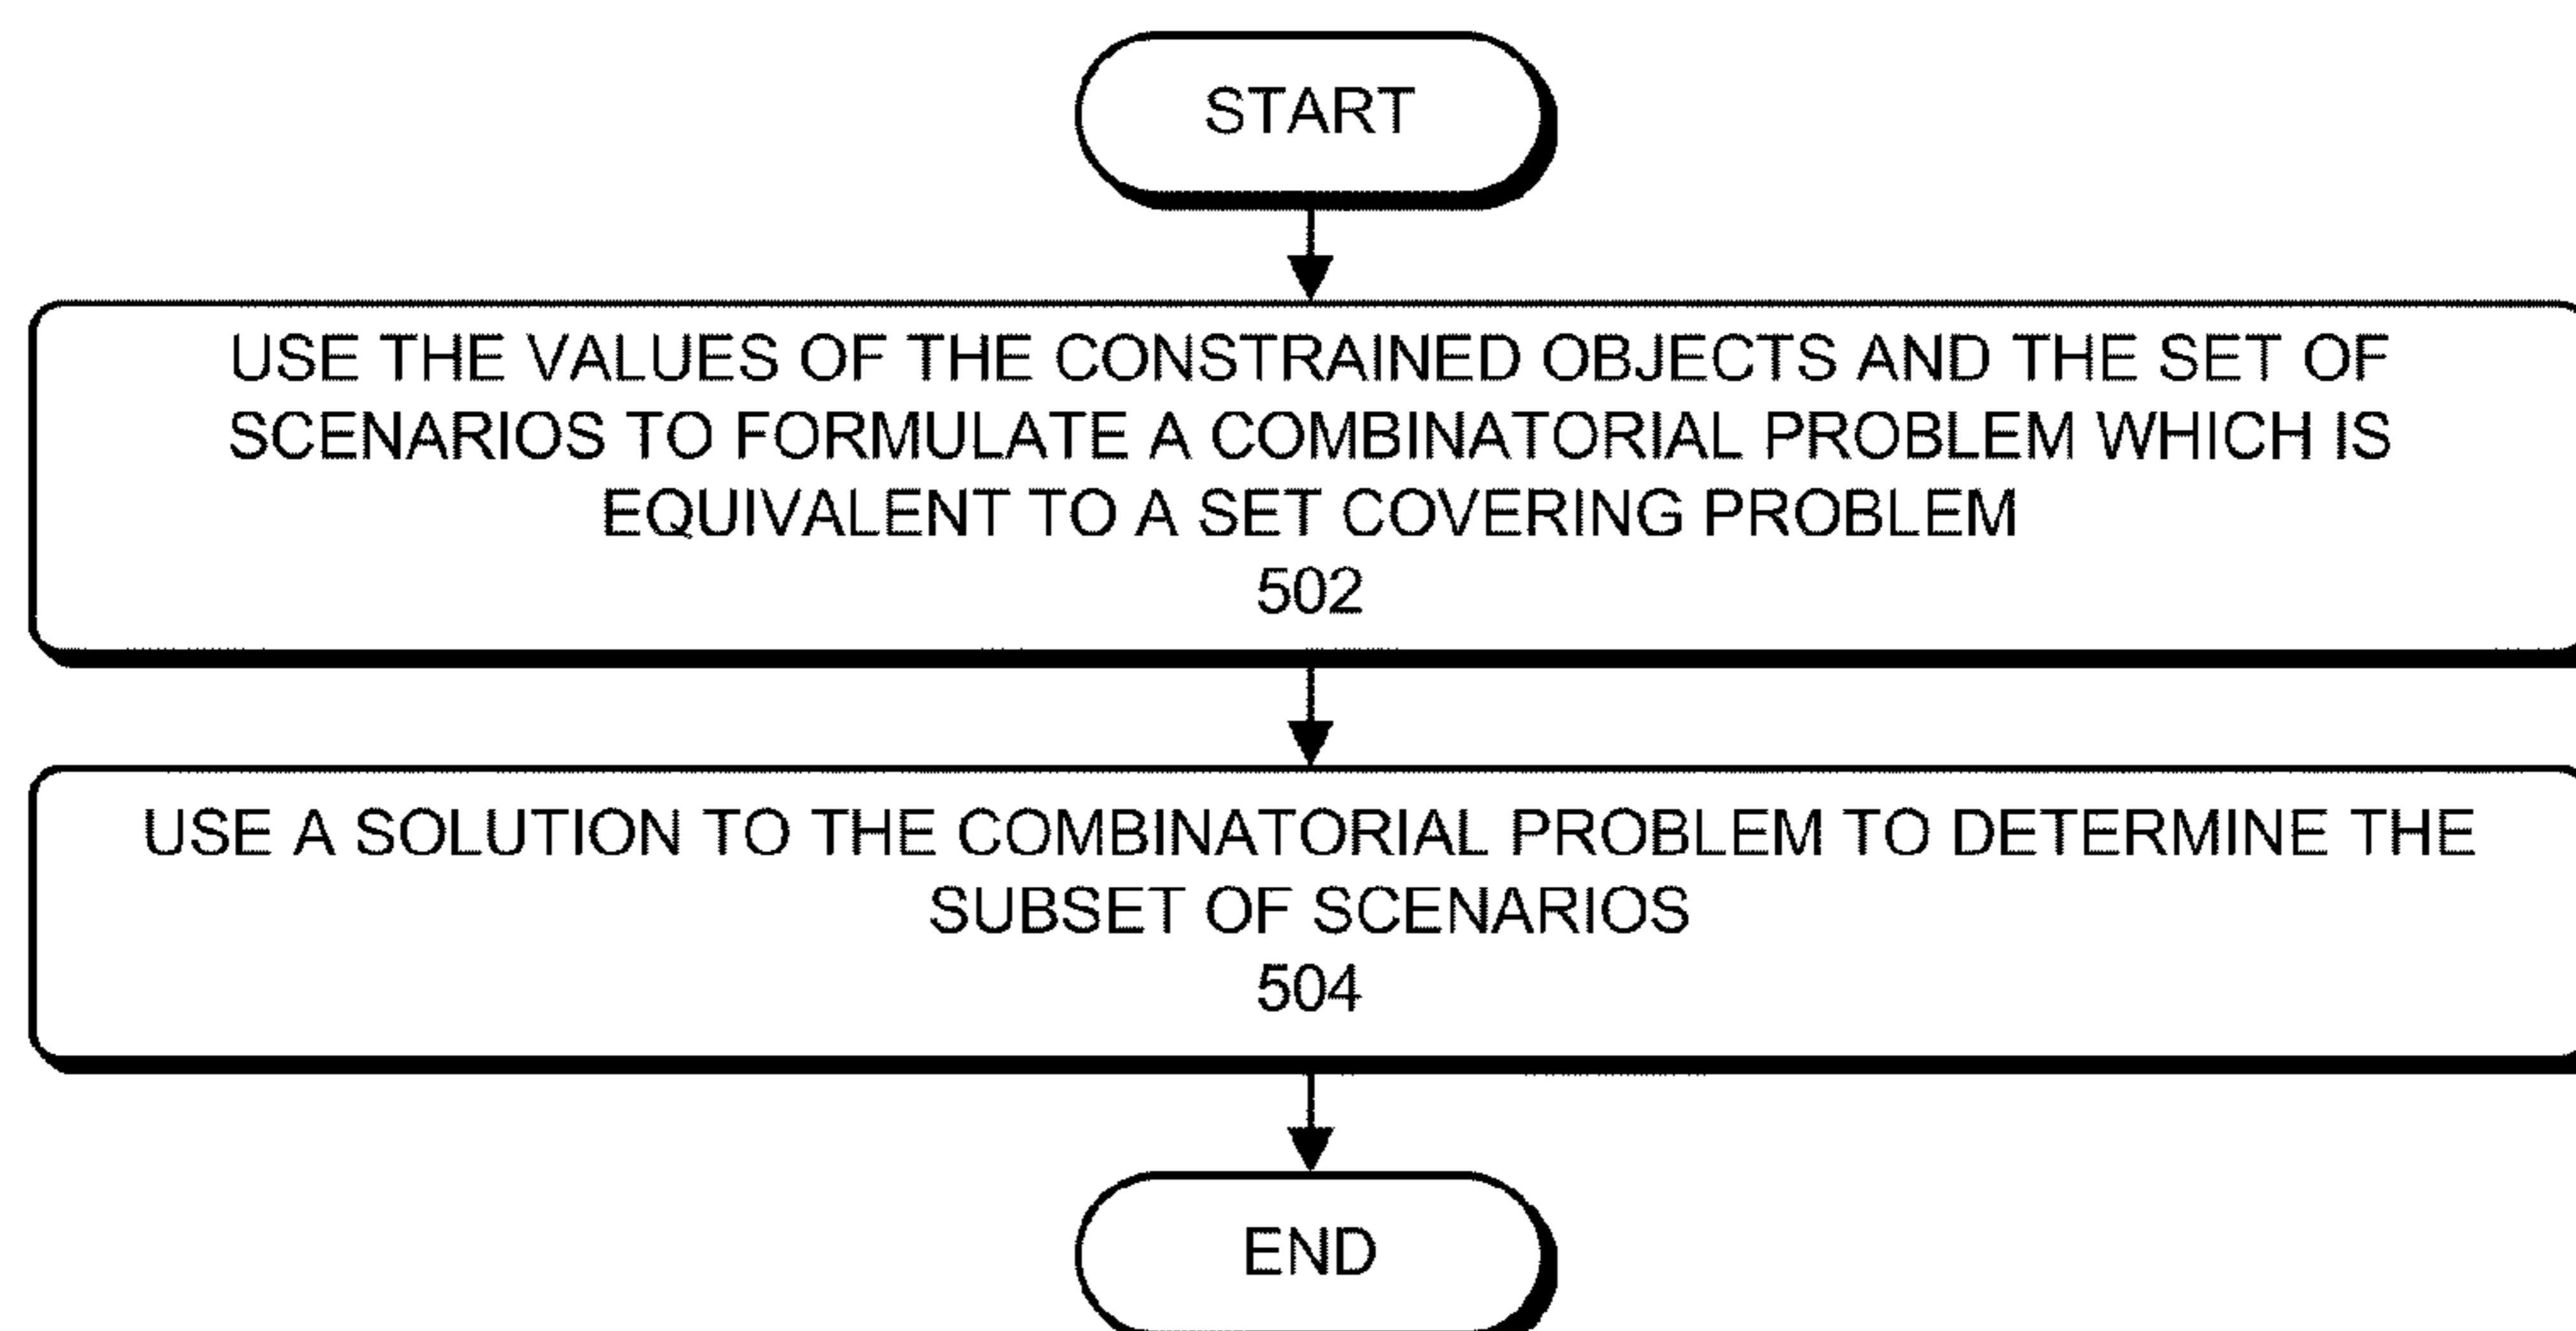 START
USE THE VALUES OF THE CONSTRAINED OBJECTS AND THE SET OF
SCENARIOS TO FORMULATE A COMBINATORIAL PROBLEM WHICH IS
EQUIVALENT TO A SET COVERING PROBLEM
502
USE A SOLUTION TO THE COMBINATORIAL PROBLEM TO DETERMINE THE
SUBSET OF SCENARIOS
504
END